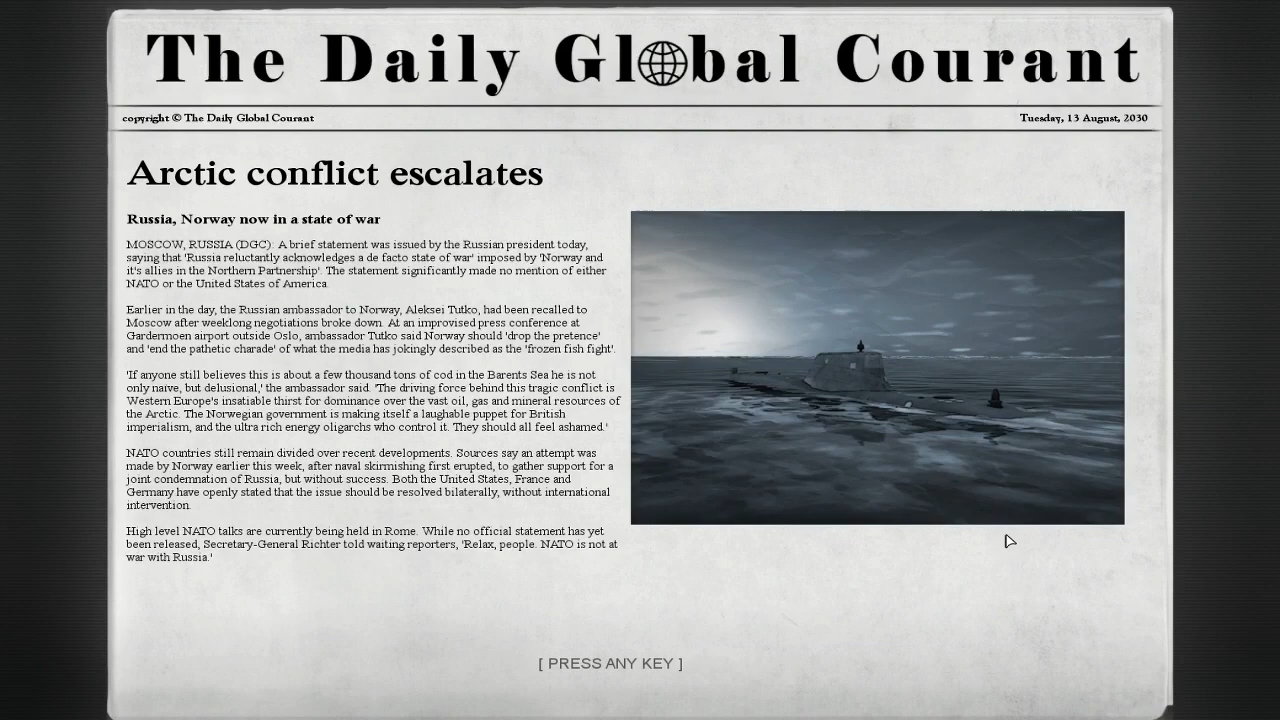 The Daily Global Courant
copyright © The Daily Global Courant
Tuesday, 13 August, 2030
Arctic conflict escalates
Russia, Norway now in a state of war
MOSCOW, RUSSIA (DGC): A brief statement was issued by the Russian president today,
saying that 'Russia reluctantly acknowledges a de facto state of war' imposed by 'Norway and
it's allies in the Northern Partnership'. The statement significantly made no mention of either
NATO or the United States of America.
Earlier in the day, the Russian ambassador to Norway, Aleksei Tutko, had been recalled to
Moscow after weeklong negotiations broke down. At an improvised press conference at
Gardermoen airport outside Oslo, ambassador Tutko said Norway should 'drop the pretence'
and 'end the pathetic charade' of what the media has jokingly described as the 'frozen fish fight'.
'If anyone still believes this is about a few thousand tons of cod in the Barents Sea he is not
only naive, but delusional,' the ambassador said. 'The driving force behind this tragic conflict is
Western Europe's insatiable thirst for dominance over the vast oil, gas and mineral resources of
the Arctic. The Norwegian government is making itself a laughable puppet for British
imperialism, and the ultra rich energy oligarchs who control it. They should all feel ashamed.'
NATO countries still remain divided over recent developments. Sources say an attempt was
made by Norway earlier this week, after naval skirmishing first erupted, to gather support for a
joint condemnation of Russia, but without success. Both the United States, France and
Germany have openly stated that the issue should be resolved bilaterally, without international
intervention.
High level NATO talks are currently being held in Rome. While no official statement has yet
been released, Secretary-General Richter told waiting reporters, 'Relax, people. NATO is not at
war with Russia.'
[ PRESS ANY KEY ]